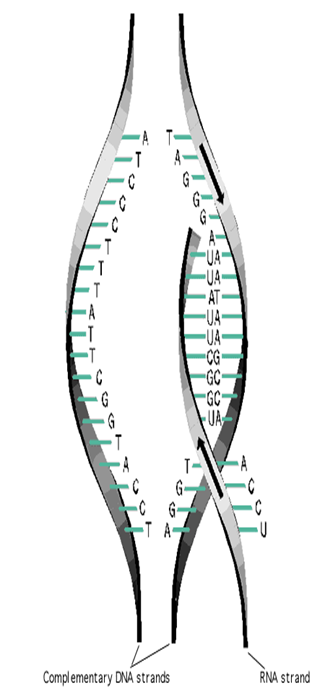 A T
T A
C G
C G
C G
T A
T UA
T UA
A AT
T UA
T UA
C CG
G GC
G GC
T UA
A T A
C G C
C G C
T A U
Complementary DNA strands RNA strand